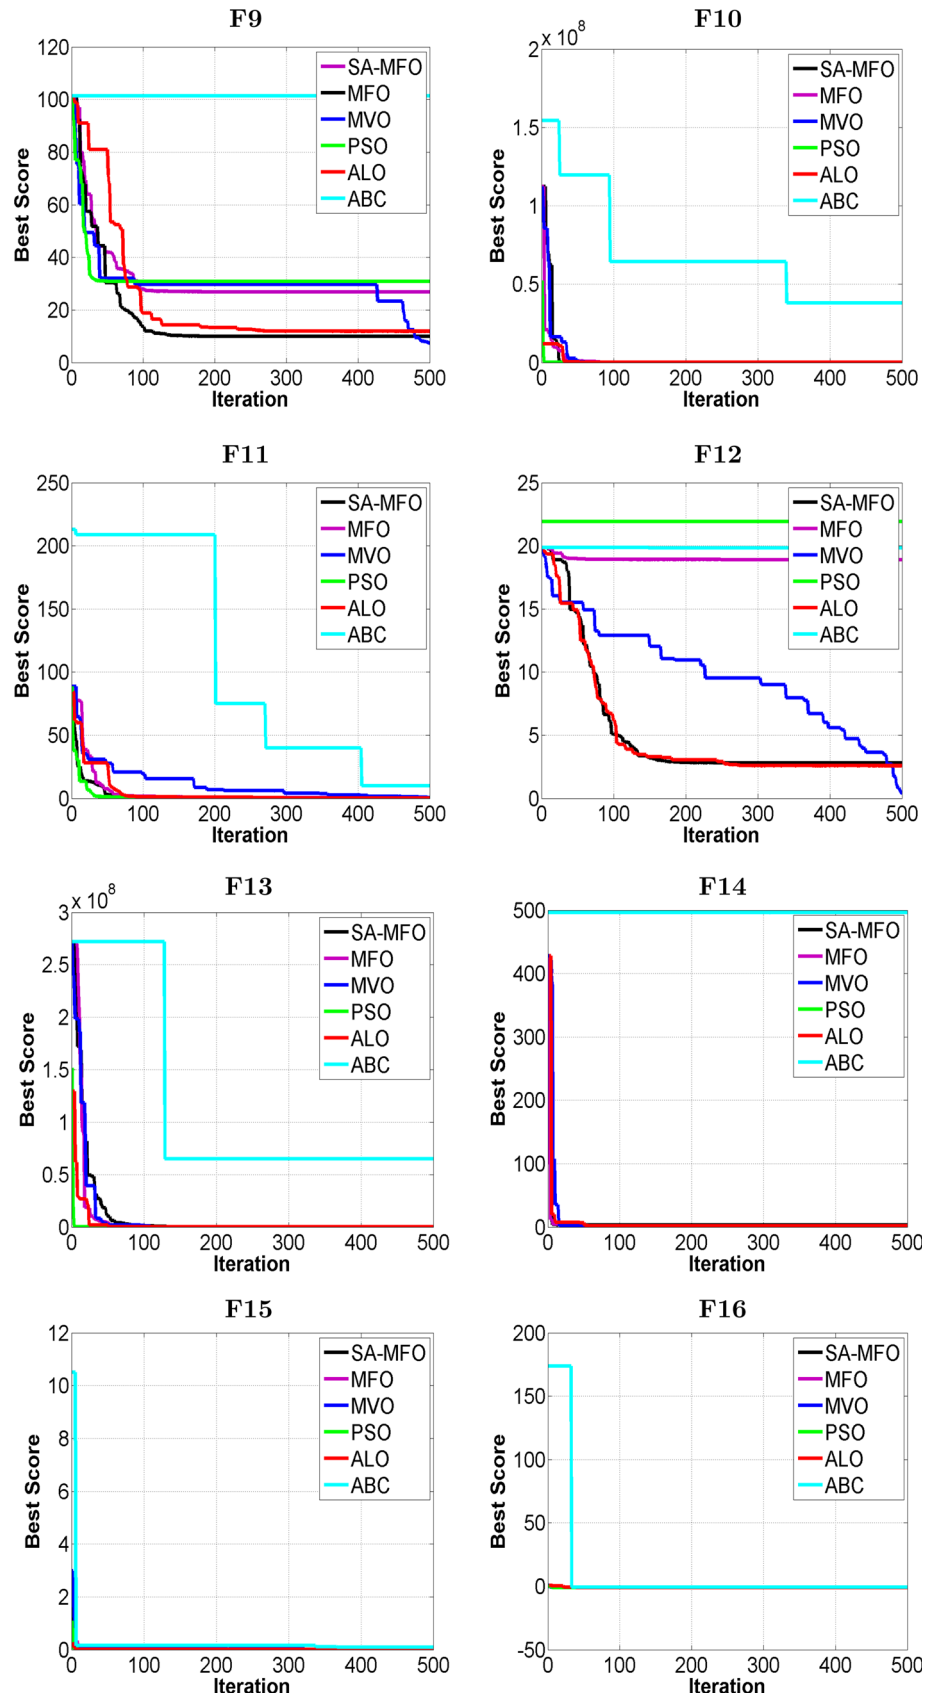 F9
120
100
80
60
40
20
0
Best Score
0 100 200 300 400 500
Iteration
SA-MFO
MFO
MVO
PSO
ALO
ABC
F10
2 × 10^8
1.5
1
0.5
0
Best Score
0 100 200 300 400 500
Iteration
SA-MFO
MFO
MVO
PSO
ALO
ABC
F11
250
200
150
100
50
0
Best Score
0 100 200 300 400 500
Iteration
SA-MFO
MFO
MVO
PSO
ALO
ABC
F12
25
20
15
10
5
0
Best Score
0 100 200 300 400 500
Iteration
SA-MFO
MFO
MVO
PSO
ALO
ABC
F13
3 × 10^8
2.5
2
1.5
1
0.5
0
Best Score
0 100 200 300 400 500
Iteration
SA-MFO
MFO
MVO
PSO
ALO
ABC
F14
500
400
300
200
100
0
Best Score
0 100 200 300 400 500
Iteration
SA-MFO
MFO
MVO
PSO
ALO
ABC
F15
12
10
8
6
4
2
0
Best Score
0 100 200 300 400 500
Iteration
SA-MFO
MFO
MVO
PSO
ALO
ABC
F16
200
150
100
50
0
-50
Best Score
0 100 200 300 400 500
Iteration
SA-MFO
MFO
MVO
PSO
ALO
ABC